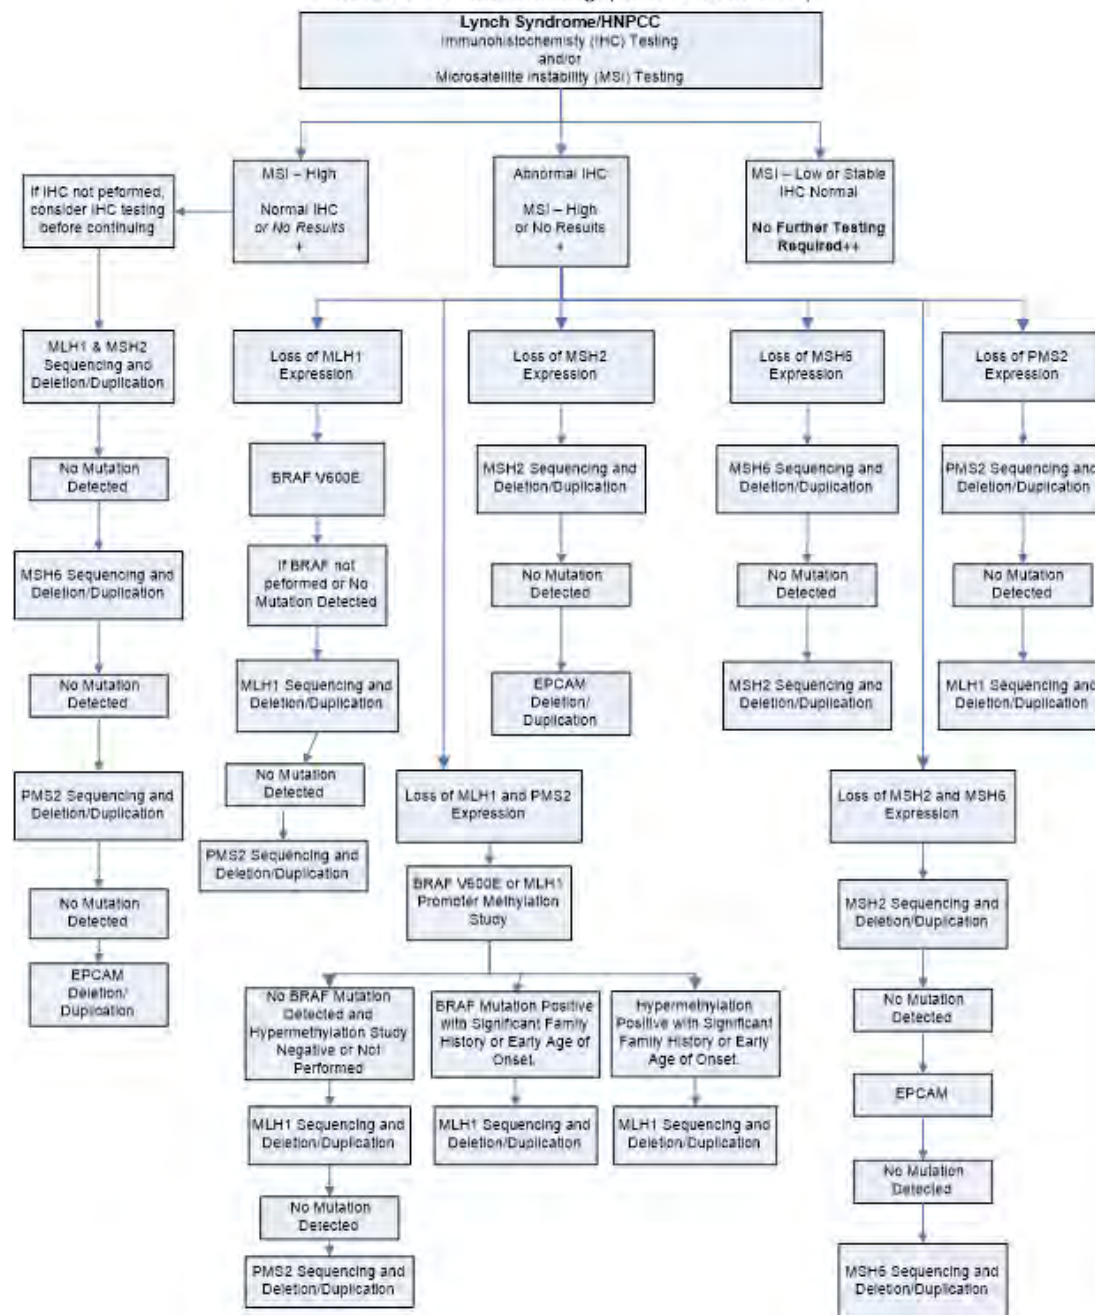 Lynch Syndrome/HNPCC
Immunohistochemisty (IHC) Testing
and/or
Microsatellite Instability (MSI) Testing
If IHC not peformed,
consider IHC testing
before continuing
MSI – High
Normal IHC
or No Results
+
Abnormal IHC
MSI – High
or No Results
+
MSI – Low or Stable
IHC Normal
No Further Testing
Required++
MLH1 & MSH2
Sequencing and
Deletion/Duplication
No Mutation
Detected
MSH6 Sequencing and
Deletion/Duplication
No Mutation
Detected
PMS2 Sequencing and
Deletion/Duplication
No Mutation
Detected
EPCAM
Deletion/
Duplication
Loss of MLH1
Expression
BRAF V600E
If BRAF not
peformed or No
Mutation Detected
MLH1 Sequencing and
Deletion/Duplication
No Mutation
Detected
PMS2 Sequencing and
Deletion/Duplication
Loss of MSH2
Expression
MSH2 Sequencing and
Deletion/Duplication
No Mutation
Detected
EPCAM
Deletion/
Duplication
Loss of MSH6
Expression
MSH6 Sequencing and
Deletion/Duplication
No Mutation
Detected
MSH2 Sequencing and
Deletion/Duplication
Loss of PMS2
Expression
PMS2 Sequencing and
Deletion/Duplication
No Mutation
Detected
MLH1 Sequencing and
Deletion/Duplication
Loss of MLH1 and PMS2
Expression
BRAF V600E or MLH1
Promoter Methylation
Study
No BRAF Mutation
Detected and
Hypermethylation Study
Negative or Not
Performed
MLH1 Sequencing and
Deletion/Duplication
No Mutation
Detected
PMS2 Sequencing and
Deletion/Duplication
BRAF Mutation Positive
with Significant Family
History or Early Age of
Onset.
MLH1 Sequencing and
Deletion/Duplication
Hypermethylation
Positive with Significant
Family History or Early
Age of Onset.
MLH1 Sequencing and
Deletion/Duplication
Loss of MSH2 and MSH6
Expression
MSH2 Sequencing and
Deletion/Duplication
No Mutation
Detected
EPCAM
No Mutation
Detected
MSH6 Sequencing and
Deletion/Duplication